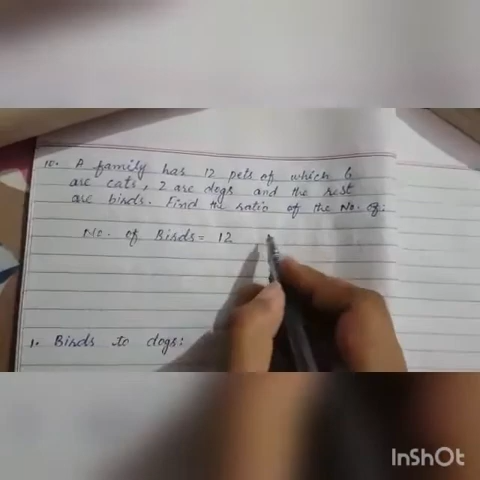 10. A family has 12 pets of which 6
are cats, 2 are dogs and the rest
are birds. Find the ratio of the No. of:
No. of Birds = 12
1. Birds to dogs:
InShOt